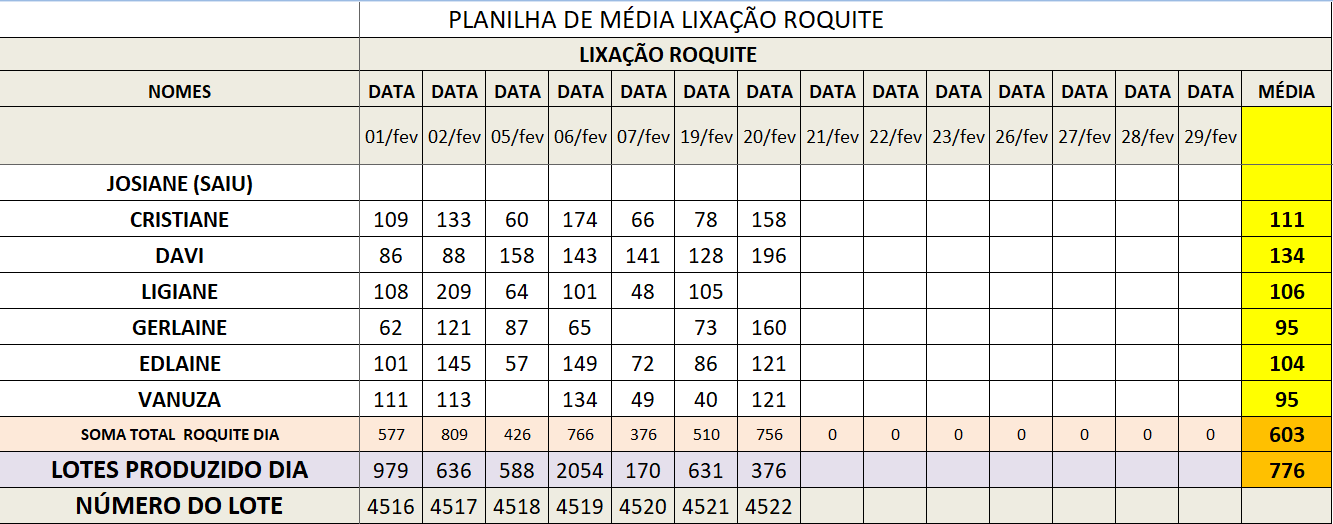 PLANILHA DE MÉDIA LIXAÇÃO ROQUITE
LIXAÇÃO ROQUITE
NOMES DATA DATA DATA DATA DATA DATA DATA DATA DATA DATA DATA DATA DATA DATA MÉDIA
01/fev 02/fev 05/fev 06/fev 07/fev 19/fev 20/fev 21/fev 22/fev 23/fev 26/fev 27/fev 28/fev 29/fev
JOSIANE (SAIU)
CRISTIANE 109 133 60 174 66 78 158 111
DAVI 86 88 158 143 141 128 196 134
LIGIANE 108 209 64 101 48 105 106
GERLAINE 62 121 87 65 73 160 95
EDLAINE 101 145 57 149 72 86 121 104
VANUZA 111 113 134 49 40 121 95
SOMA TOTAL ROQUITE DIA 577 809 426 766 376 510 756 0 0 0 0 0 0 0 603
LOTES PRODUZIDO DIA 979 636 588 2054 170 631 376 776
NÚMERO DO LOTE 4516 4517 4518 4519 4520 4521 4522